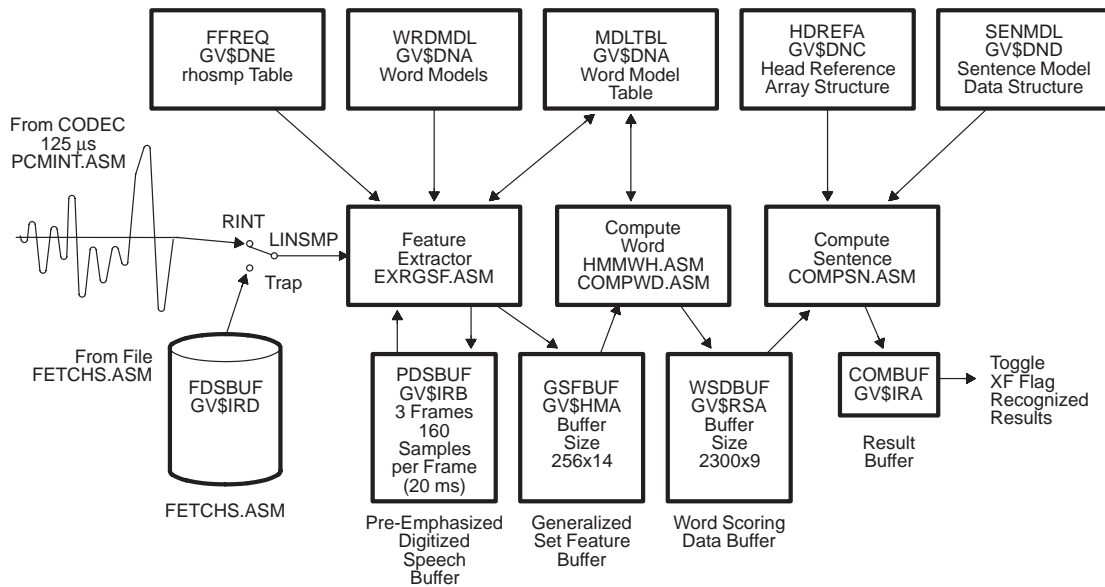 FFREQ
GV$DNE
rhosmp Table
WRDMDL
GV$DNA
Word Models
MDLTBL
GV$DNA
Word Model
Table
HDREFA
GV$DNC
Head Reference
Array Structure
SENMDL
GV$DND
Sentence Model
Data Structure
From CODEC
125 µs
PCMINT.ASM
RINT
LINSMP
Trap
Feature
Extractor
EXRGSF.ASM
Compute
Word
HMMWH.ASM
COMPWD.ASM
Compute
Sentence
COMPSN.ASM
From File
FETCHS.ASM
FDSBUF
GV$IRD
FETCHS.ASM
PDSBUF
GV$IRB
3 Frames
160
Samples
per Frame
(20 ms)
Pre-Emphasized
Digitized
Speech
Buffer
GSFBUF
GV$HMA
Buffer
Size
256x14
Generalized
Set Feature
Buffer
WSDBUF
GV$RSA
Buffer
Size
2300x9
Word Scoring
Data Buffer
COMBUF
GV$IRA
Result
Buffer
Toggle
XF Flag
Recognized
Results